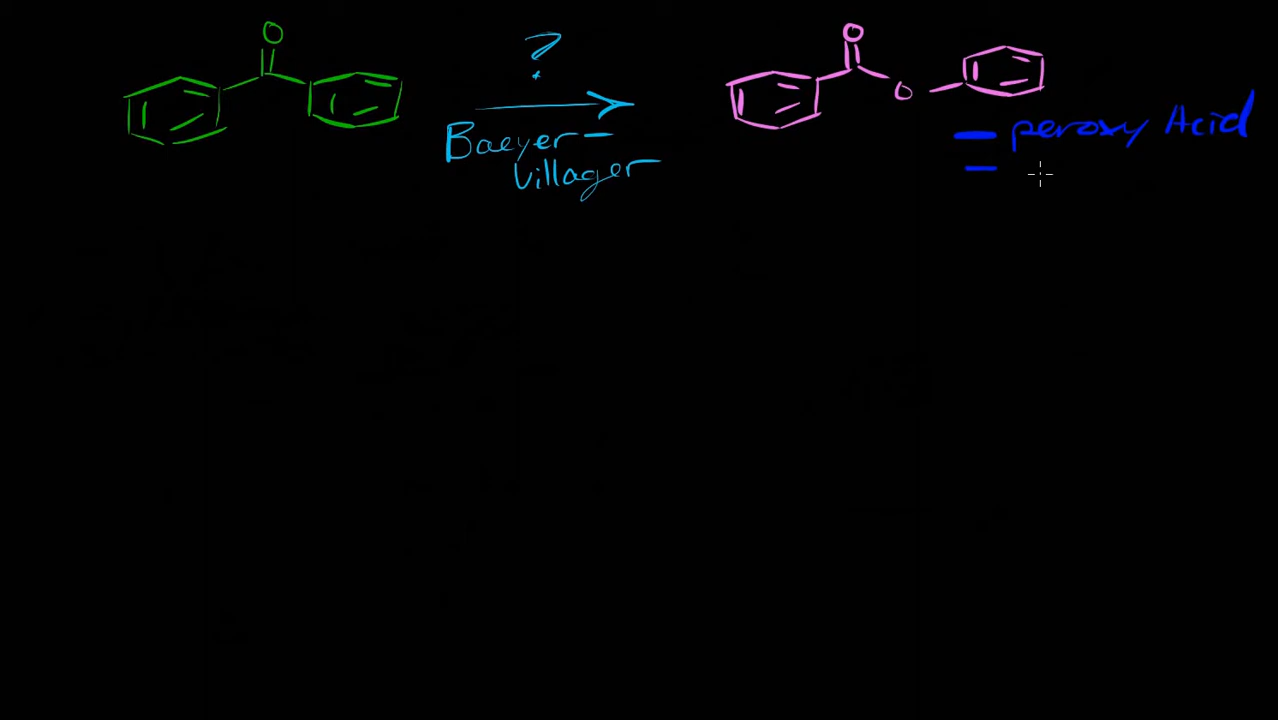 O
?
O
O
Baeyer-
Villager
- peroxy Acid
-